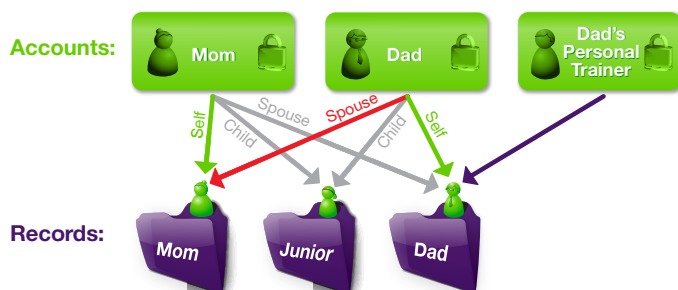 Accounts:
Mom
Dad
Dad's
Personal
Trainer
Self
Child
Spouse
Spouse
Child
Self
Records:
Mom
Junior
Dad